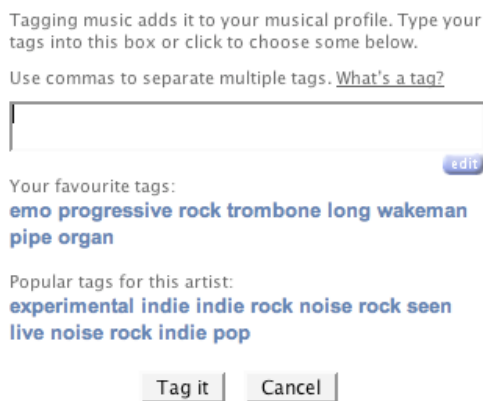 Tagging music adds it to your musical profile. Type your
tags into this box or click to choose some below.
Use commas to separate multiple tags. What's a tag?
edit
Your favourite tags:
emo progressive rock trombone long wakeman
pipe organ
Popular tags for this artist:
experimental indie indie rock noise rock seen
live noise rock indie pop
Tag it Cancel